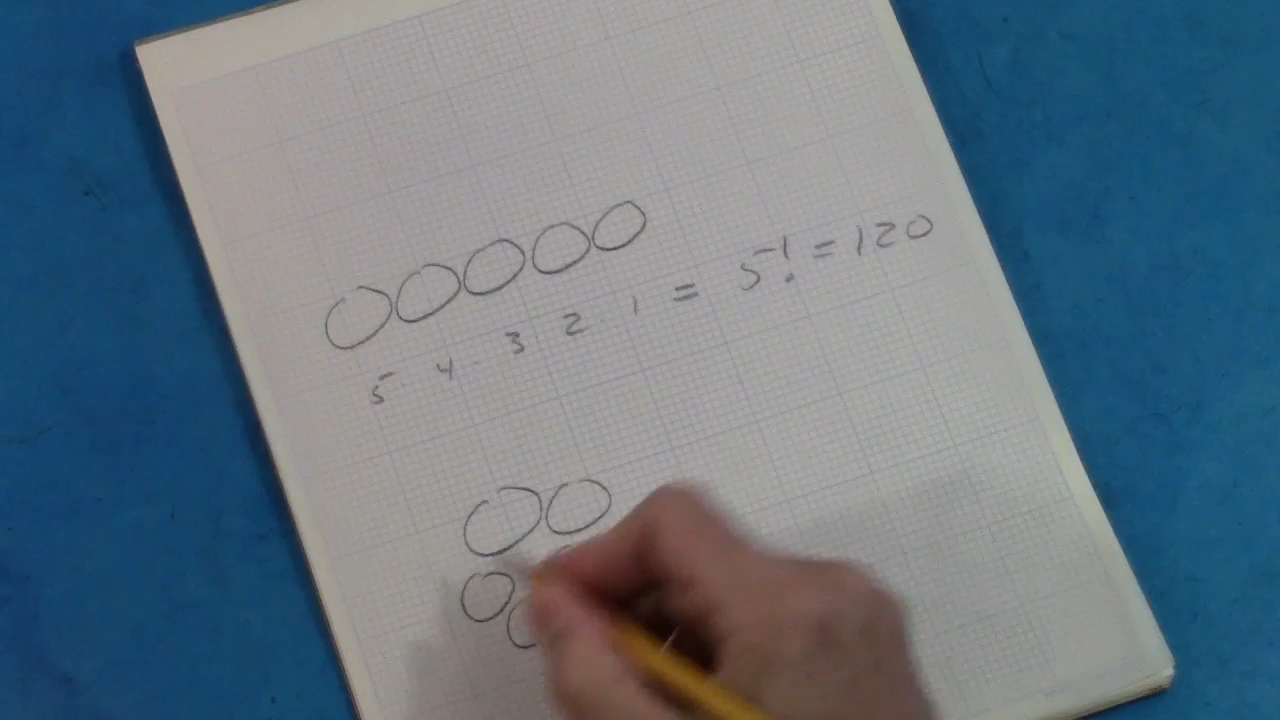 5 · 4 · 3 · 2 · 1 = 5! = 120